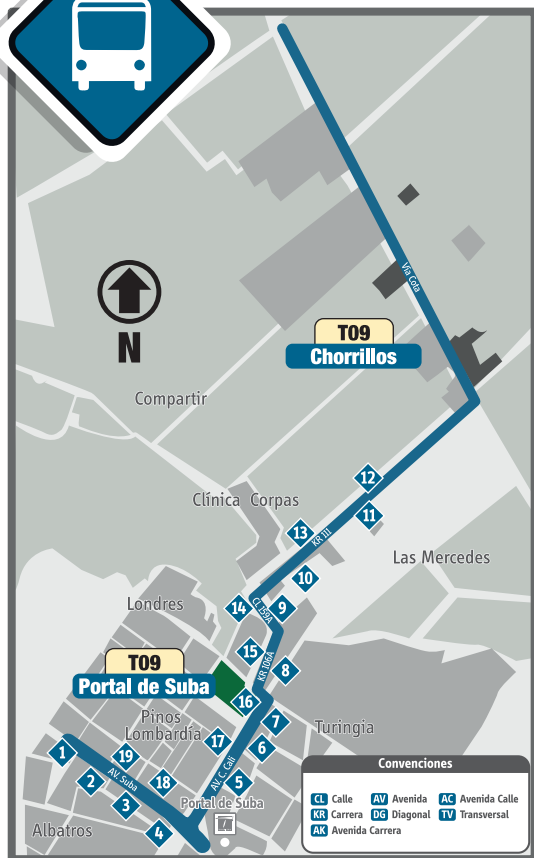 Vía Cota
T09
Chorrillos
N
Compartir
12
Clínica Corpas
11
13
KR 111
Las Mercedes
10
Londres
14
CL 159A
9
15
KR 106A
8
T09
Portal de Suba
16
Pinos
Lombardía
7
Turingia
17
6
1
19
AV. Suba
2
18
AV. C. Cali
5
3
Portal de Suba
Albatros
4
Convenciones
CL Calle
AV Avenida
AC Avenida Calle
KR Carrera
DG Diagonal
TV Transversal
AK Avenida Carrera